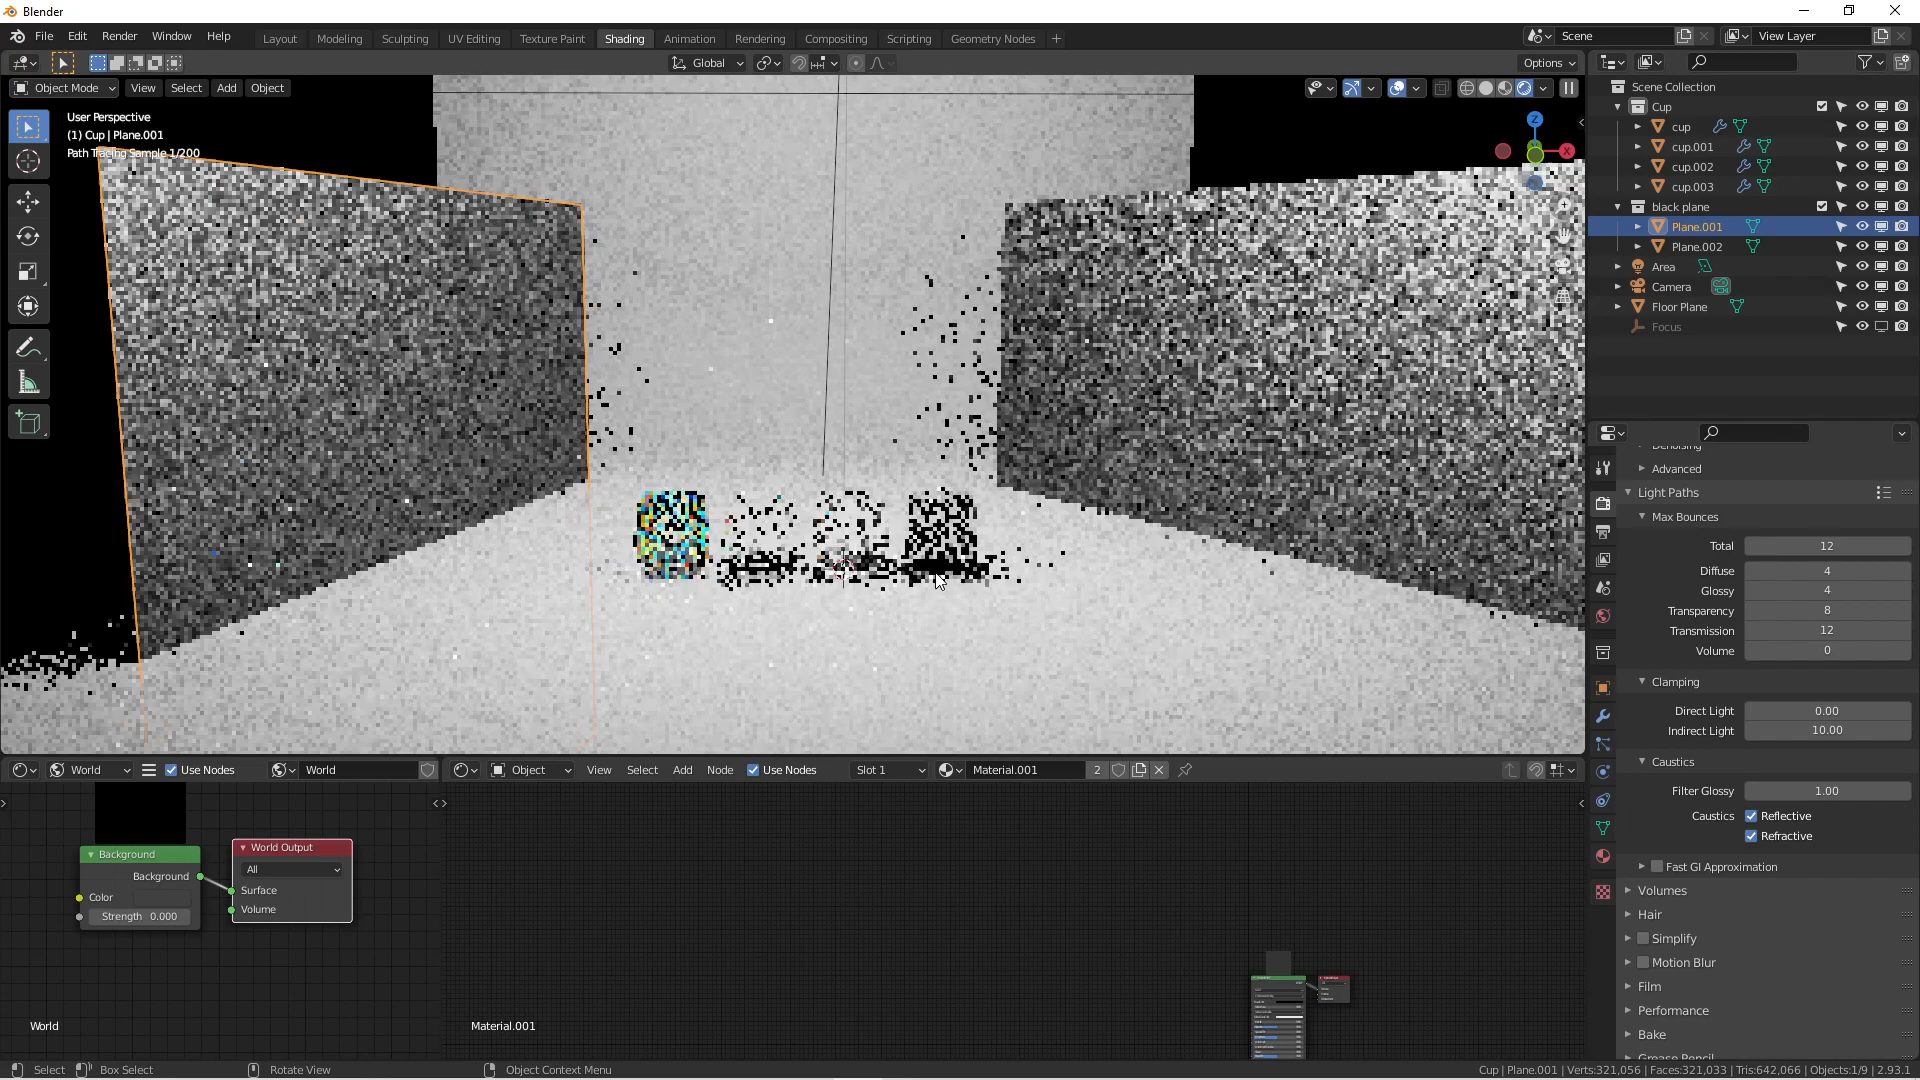 Blender
File Edit Render Window Help
Layout Modeling Sculpting UV Editing Texture Paint Shading Animation Rendering Compositing Scripting Geometry Nodes +
Scene
View Layer
Global
Options
Object Mode View Select Add Object
User Perspective
(1) Cup | Plane.001
Path Tracing Sample 1/200
Z
X
Scene Collection
Cup
cup
cup.001
cup.002
cup.003
black plane
Plane.001
Plane.002
Area
Camera
Floor Plane
Focus
Advanced
Light Paths
Max Bounces
Total 12
Diffuse 4
Glossy 4
Transparency 8
Transmission 12
Volume 0
Clamping
Direct Light 0.00
Indirect Light 10.00
Caustics
Filter Glossy 1.00
Caustics Reflective
Refractive
Fast GI Approximation
Volumes
Hair
Simplify
Motion Blur
Film
Performance
Bake
Grease Pencil
World Use Nodes World
Object View Select Add Node Use Nodes Slot 1 Material.001 2
Background
Background
Color
Strength 0.000
World Output
All
Surface
Volume
World
Material.001
Select Box Select Rotate View Object Context Menu
Cup | Plane.001 | Verts:321,056 | Faces:321,033 | Tris:642,066 | Objects:1/9 | 2.93.1